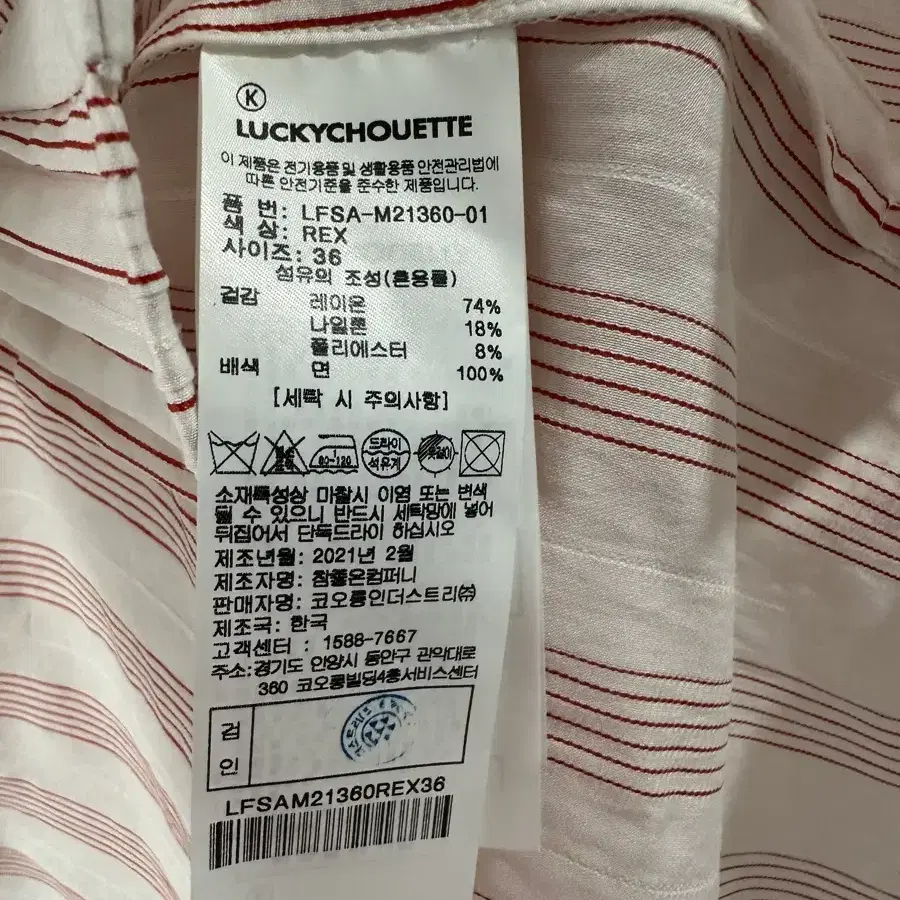 K
LUCKYCHOUETTE
이 제품은 전기용품 및 생활용품 안전관리법에
따른 안전기준을 준수한 제품입니다.
품 번: LFSA-M21360-01
색 상: REX
사이즈: 36
섬유의 조성(혼용률)
겉감 레이온 74%
나일론 18%
폴리에스터 8%
배색 면 100%
[세탁 시 주의사항]
80-120
드라이
석유계
옷걸이
소재특성상 마찰시 이염 또는 변색
될 수 있으니 반드시 세탁망에 넣어
뒤집어서 단독드라이 하십시오
제조년월: 2021년 2월
제조자명: 참좋은컴퍼니
판매자명: 코오롱인더스트리㈜
제조국: 한국
고객센터 : 1588-7667
주소:경기도 안양시 동안구 관악대로
360 코오롱빌딩4층서비스센터
검
인
LFSAM21360REX36